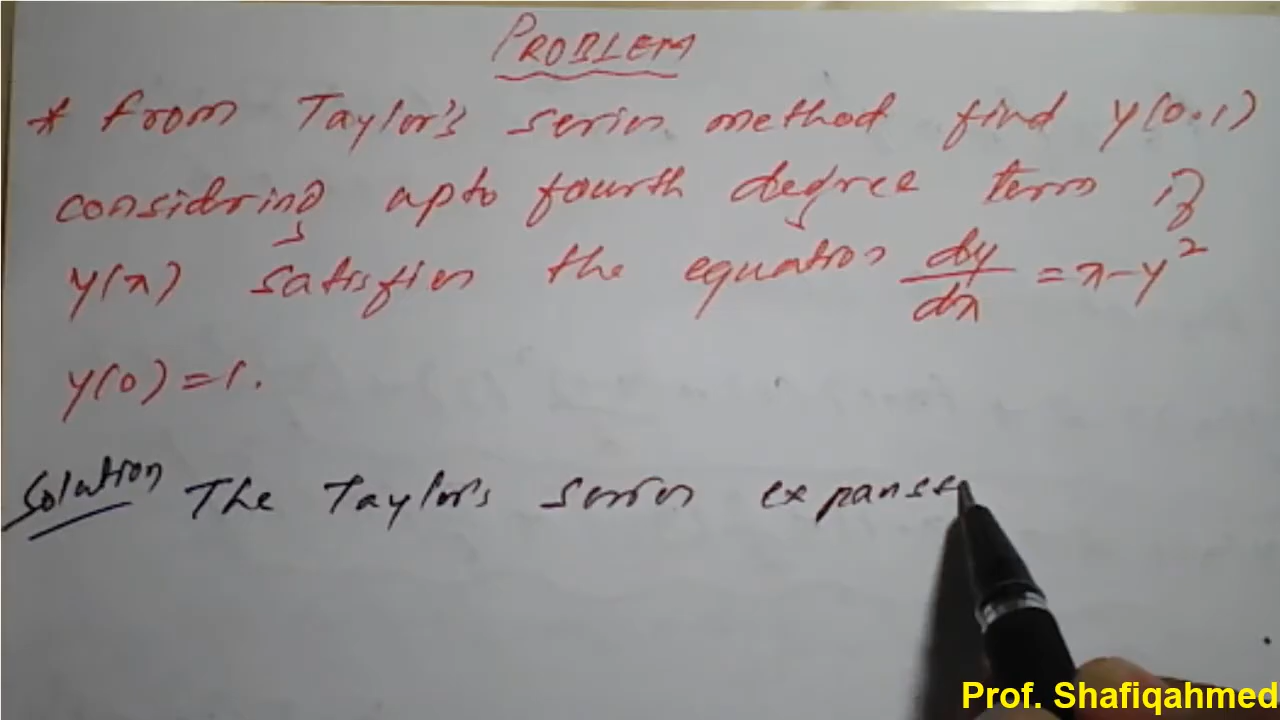 PROBLEM
* From Taylor's series method find y(0.1)
considering upto fourth degree term if
y(x) satisfies the equation dy/dx = x - y²
y(0) = 1.
Solution The Taylor's series expanse
Prof. Shafiqahmed